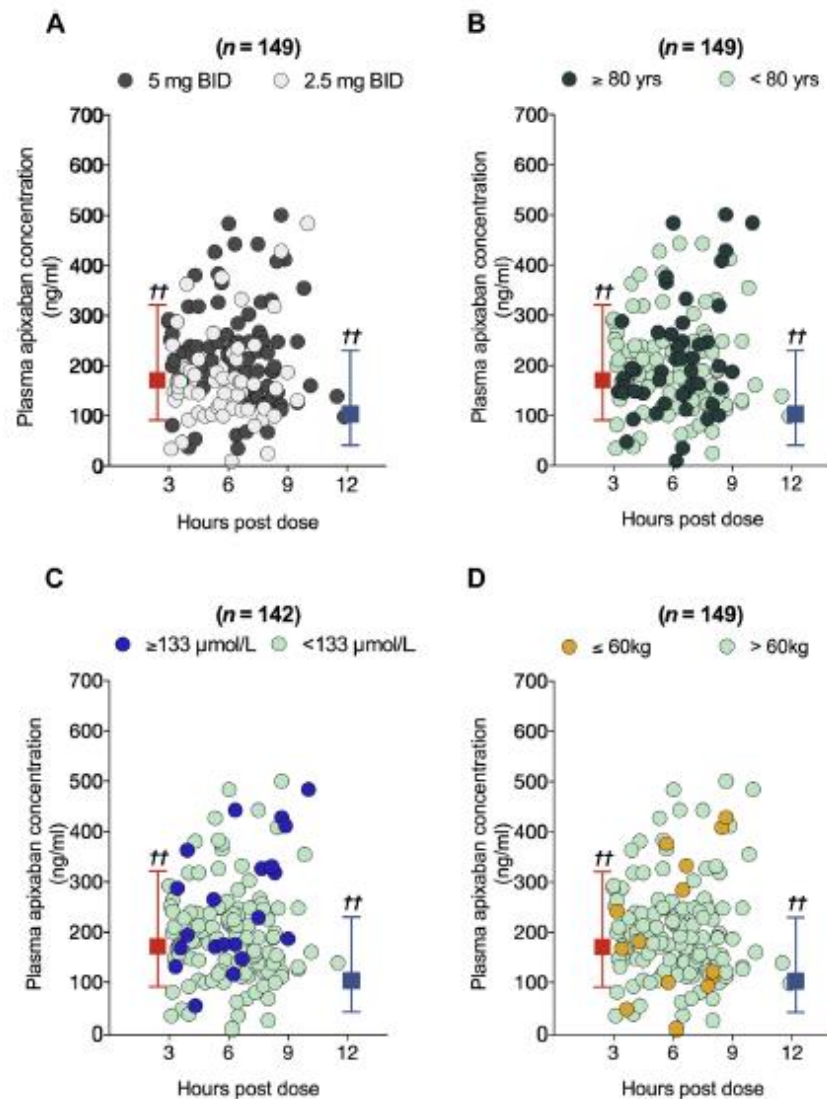 A
(n = 149)
5 mg BID 2.5 mg BID
Plasma apixaban concentration
(ng/ml)
700
600
500
400
300
200
100
0
††
††
3 6 9 12
Hours post dose
B
(n = 149)
≥ 80 yrs < 80 yrs
Plasma apixaban concentration
(ng/ml)
700
600
500
400
300
200
100
0
††
††
3 6 9 12
Hours post dose
C
(n = 142)
≥133 µmol/L <133 µmol/L
Plasma apixaban concentration
(ng/ml)
700
600
500
400
300
200
100
0
††
††
3 6 9 12
Hours post dose
D
(n = 149)
≤ 60kg > 60kg
Plasma apixaban concentration
(ng/ml)
700
600
500
400
300
200
100
0
††
††
3 6 9 12
Hours post dose